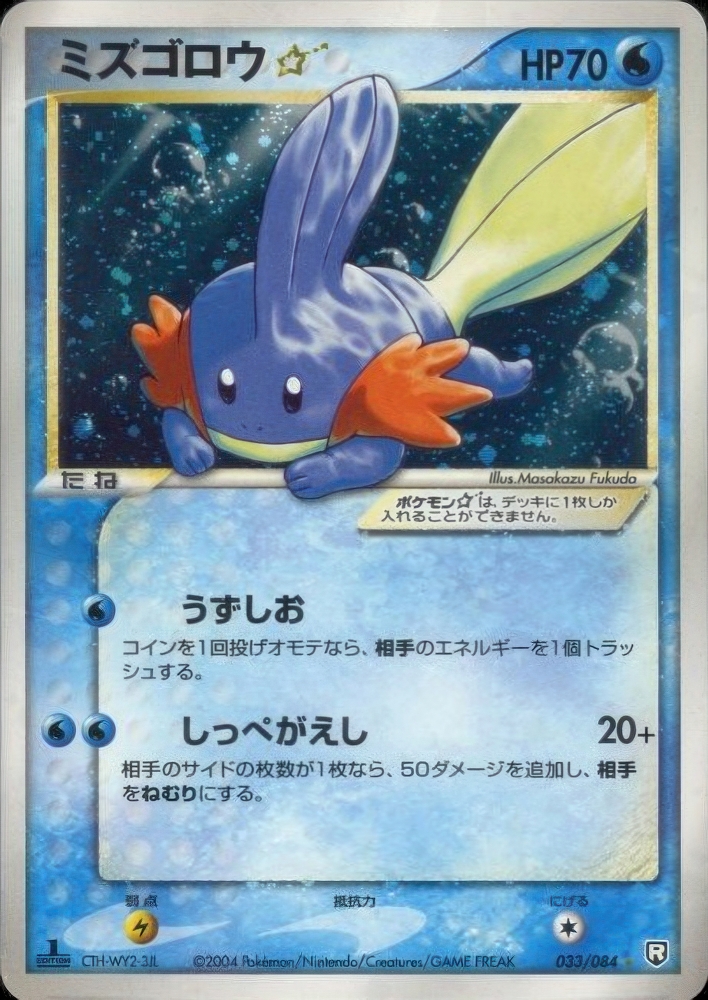 ミズゴロウ☆ HP70
たね
Illus.Masakazu Fukuda
ポケモン☆は、デッキに1枚しか
入れることができません。
うずしお
コインを1回投げオモテなら、相手のエネルギーを1個トラッ
シュする。
しっぺがえし 20+
相手のサイドの枚数が1枚なら、50ダメージを追加し、相手
をねむりにする。
弱点 抵抗力 にげる
1 EDITION CTH-WY2-3JL ©2004 Pokémon/Nintendo/Creatures/GAME FREAK 033/084 ★ R